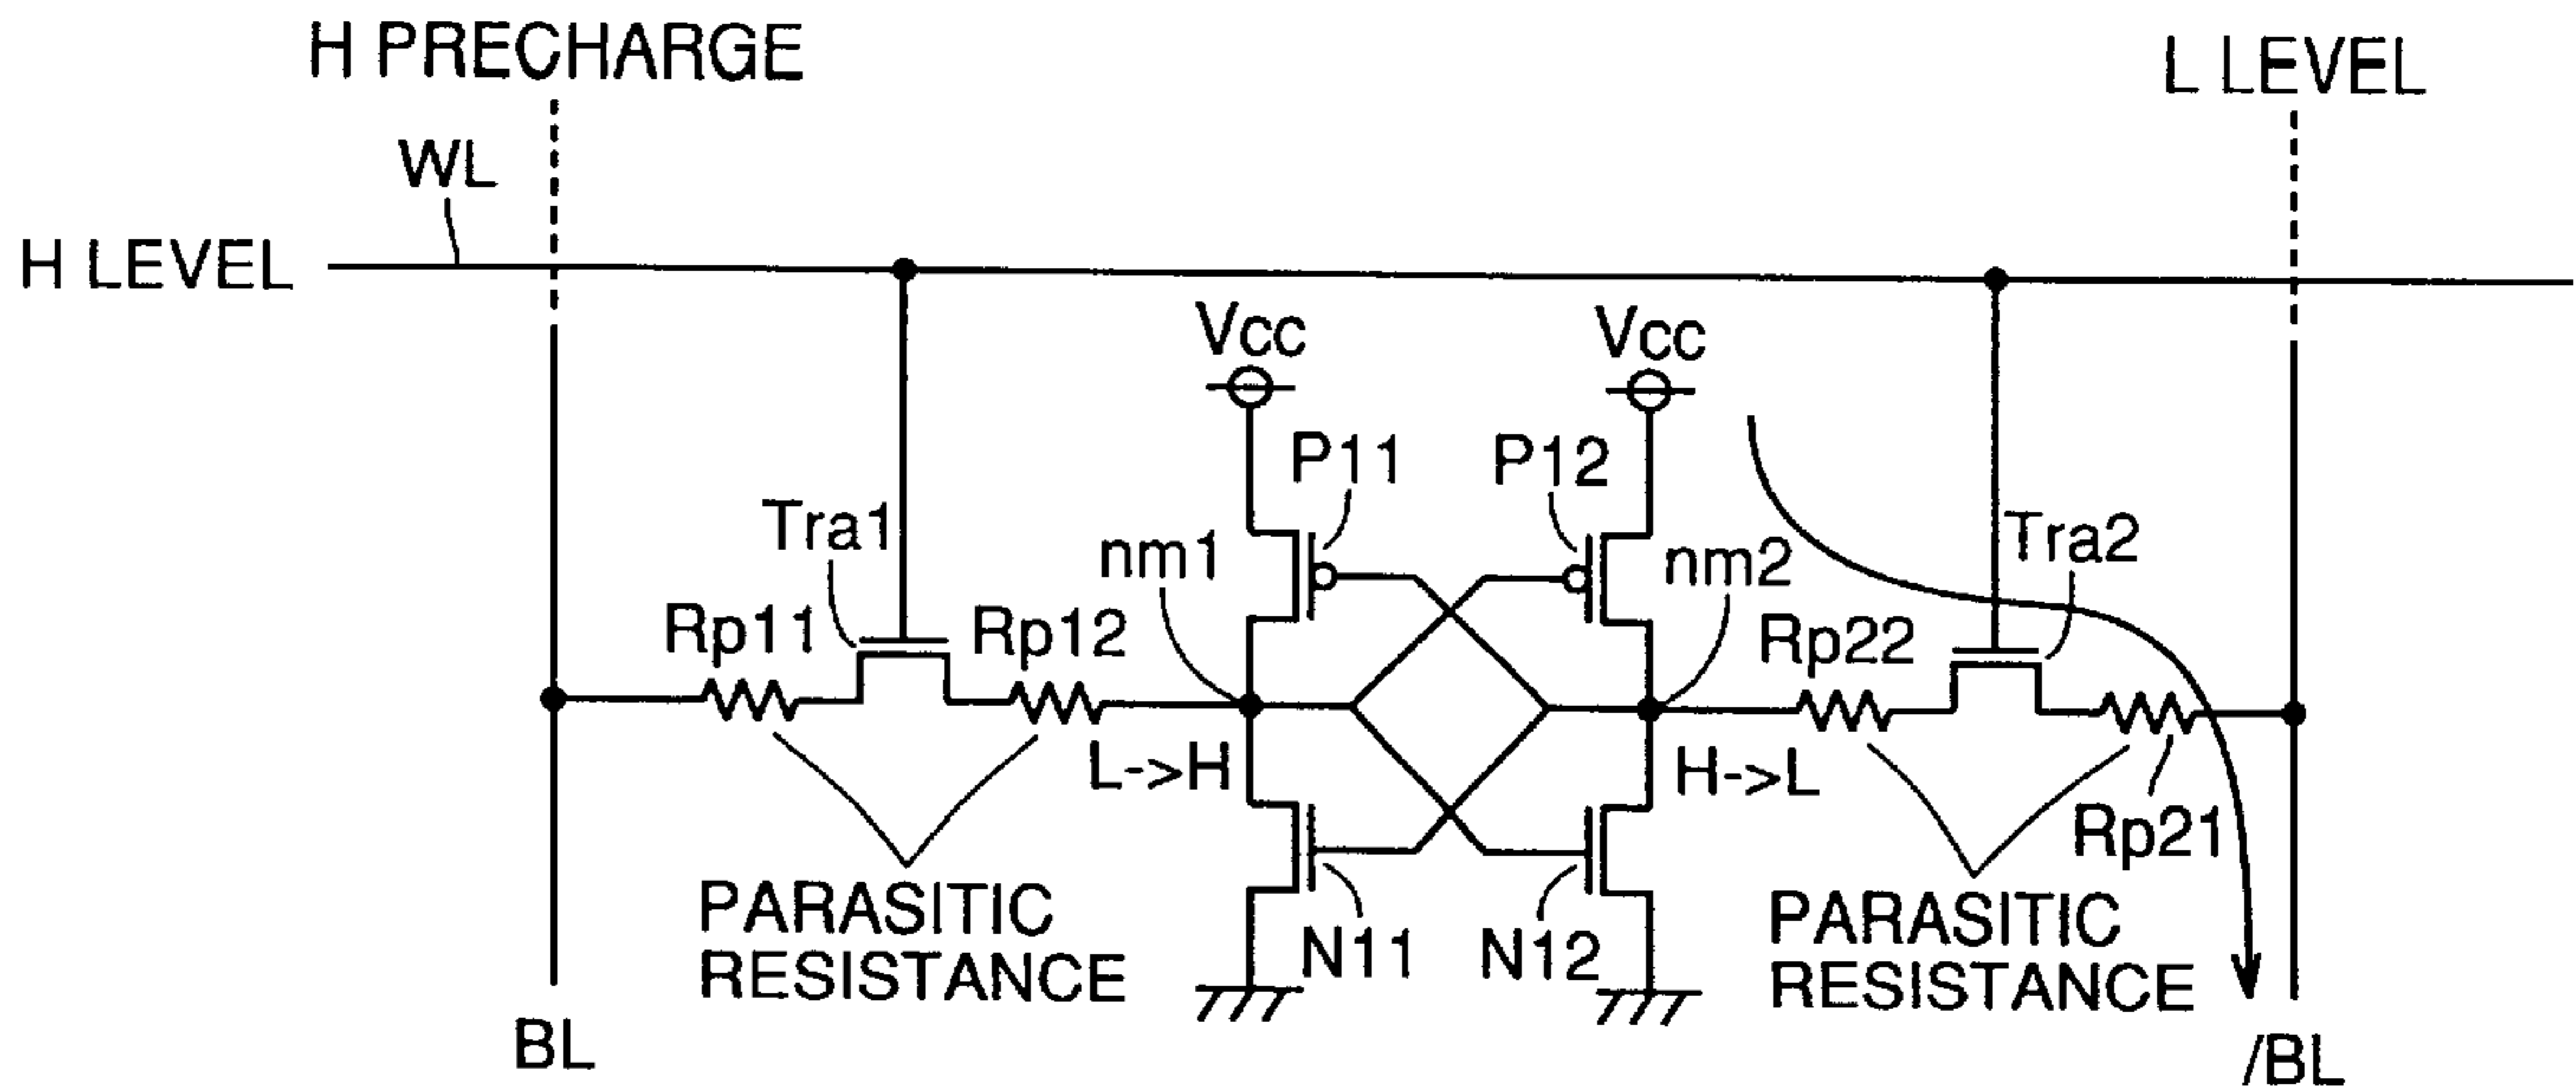 H PRECHARGE
L LEVEL
WL
H LEVEL
Vcc
Vcc
P11
P12
Tra1
nm1
nm2
Tra2
Rp11
Rp12
Rp22
L->H
H->L
Rp21
PARASITIC
RESISTANCE
N11
N12
PARASITIC
RESISTANCE
BL
/BL